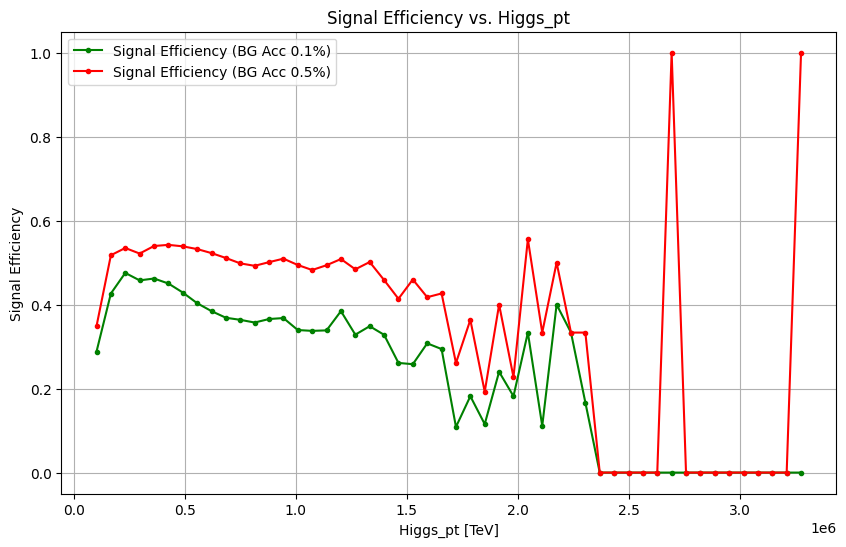 Signal Efficiency vs. Higgs_pt
Signal Efficiency (BG Acc 0.1%)
Signal Efficiency (BG Acc 0.5%)
Signal Efficiency
1.0
0.8
0.6
0.4
0.2
0.0
0.0 0.5 1.0 1.5 2.0 2.5 3.0
1e6
Higgs_pt [TeV]